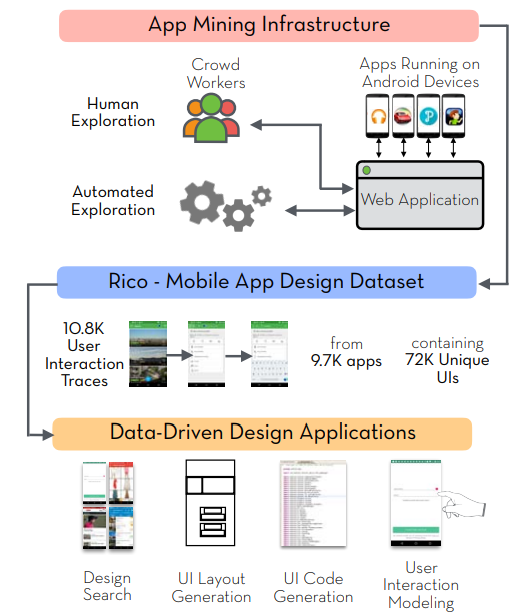 App Mining Infrastructure
Crowd
Workers
Apps Running on
Android Devices
Human
Exploration
Automated
Exploration
Web Application
Rico - Mobile App Design Dataset
10.8K
User
Interaction
Traces
from
9.7K apps
containing
72K Unique
UIs
Data-Driven Design Applications
Design
Search
UI Layout
Generation
UI Code
Generation
User
Interaction
Modeling